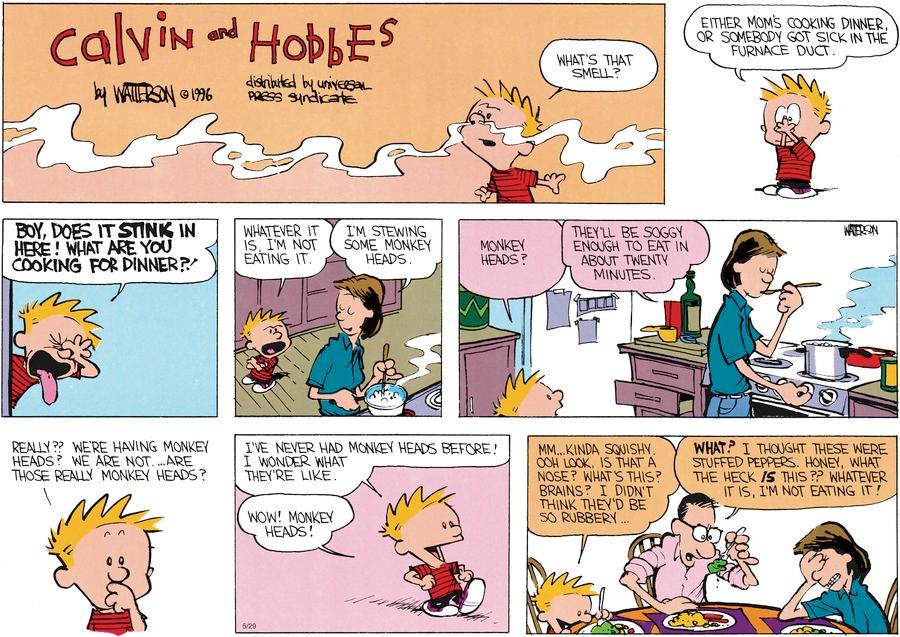 Calvin and HobbEs
by WATTERSON © 1996
distributed by universal
PRESS syndicate
WHAT'S THAT
SMELL?
EITHER MOM'S COOKING DINNER,
OR SOMEBODY GOT SICK IN THE
FURNACE DUCT.
BOY, DOES IT STINK IN
HERE! WHAT ARE YOU
COOKING FOR DINNER??!
WHATEVER IT
IS, I'M NOT
EATING IT.
I'M STEWING
SOME MONKEY
HEADS.
MONKEY
HEADS?
THEY'LL BE SOGGY
ENOUGH TO EAT IN
ABOUT TWENTY
MINUTES.
WATTERSON
REALLY?? WE'RE HAVING MONKEY
HEADS? WE ARE NOT. ...ARE
THOSE REALLY MONKEY HEADS?
I'VE NEVER HAD MONKEY HEADS BEFORE!
I WONDER WHAT
THEY'RE LIKE.
WOW! MONKEY
HEADS!
5/29
MM...KINDA SQUISHY.
OOH LOOK, IS THAT A
NOSE? WHAT'S THIS?
BRAINS? I DIDN'T
THINK THEY'D BE
SO RUBBERY...
WHAT? I THOUGHT THESE WERE
STUFFED PEPPERS. HONEY, WHAT
THE HECK IS THIS?? WHATEVER
IT IS, I'M NOT EATING IT!